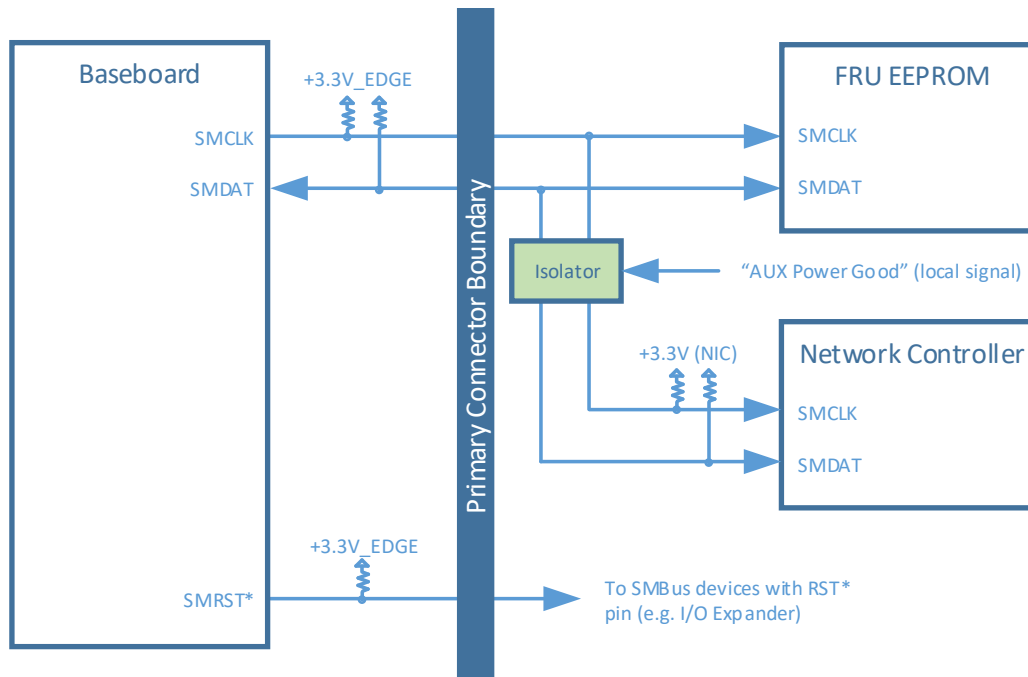 Baseboard
+3.3V_EDGE
SMCLK
SMDAT
Primary Connector Boundary
FRU EEPROM
SMCLK
SMDAT
Isolator
“AUX Power Good” (local signal)
+3.3V (NIC)
Network Controller
SMCLK
SMDAT
+3.3V_EDGE
SMRST*
To SMBus devices with RST*
pin (e.g. I/O Expander)